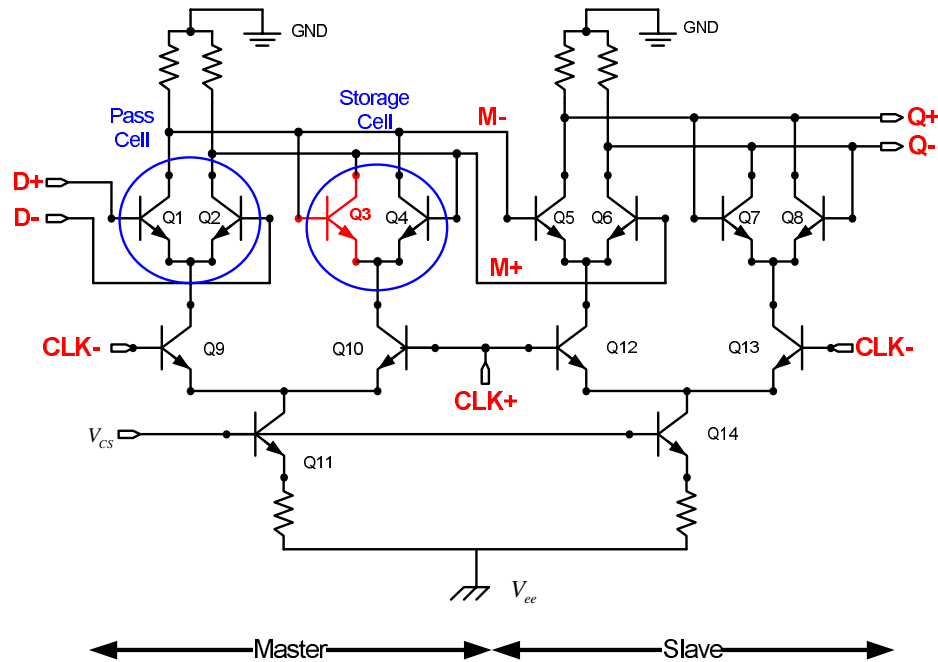 GND
GND
Pass
Cell
Storage
Cell
M-
Q+
Q-
D+
D-
Q1
Q2
Q3
Q4
Q5
Q6
Q7
Q8
M+
CLK-
Q9
Q10
Q12
Q13
CLK-
CLK+
VCS
Q11
Q14
Vee
Master
Slave